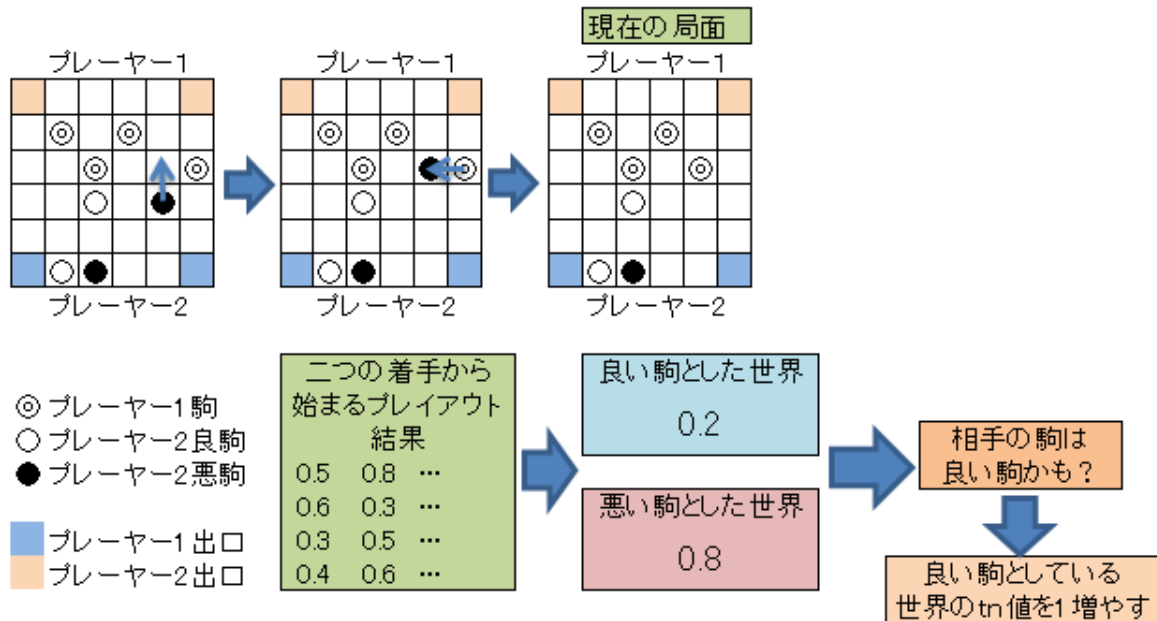 現在の局面
プレーヤー1
プレーヤー1
プレーヤー1
プレーヤー2
プレーヤー2
プレーヤー2
プレーヤー1駒
プレーヤー2良駒
プレーヤー2悪駒
プレーヤー1出口
プレーヤー2出口
二つの着手から
始まるプレイアウト
結果
0.5 0.8 …
0.6 0.3 …
0.3 0.5 …
0.4 0.6 …
良い駒とした世界
0.2
悪い駒とした世界
0.8
相手の駒は
良い駒かも?
良い駒としている
世界のtn値を1増やす